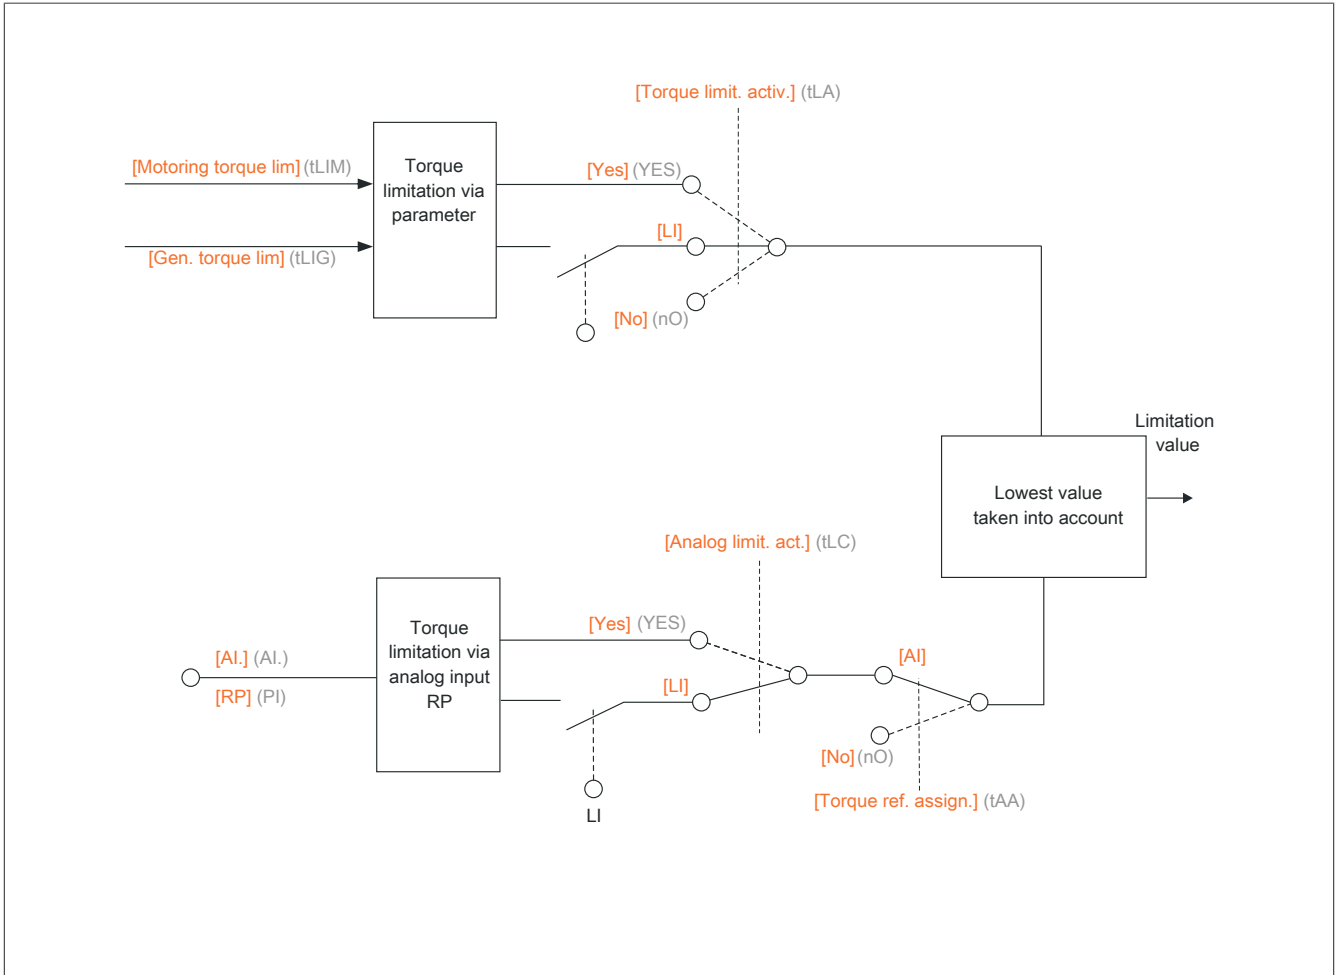 [Torque limit. activ.] (tLA)
[Motoring torque lim] (tLIM)
Torque
limitation via
parameter
[Yes] (YES)
[LI]
[Gen. torque lim] (tLIG)
[No] (nO)
Limitation
value
Lowest value
taken into account
[Analog limit. act.] (tLC)
[Yes] (YES)
Torque
limitation via
analog input
RP
[AI.] (AI.)
[RP] (PI)
[LI]
[AI]
[No] (nO)
[Torque ref. assign.] (tAA)
LI